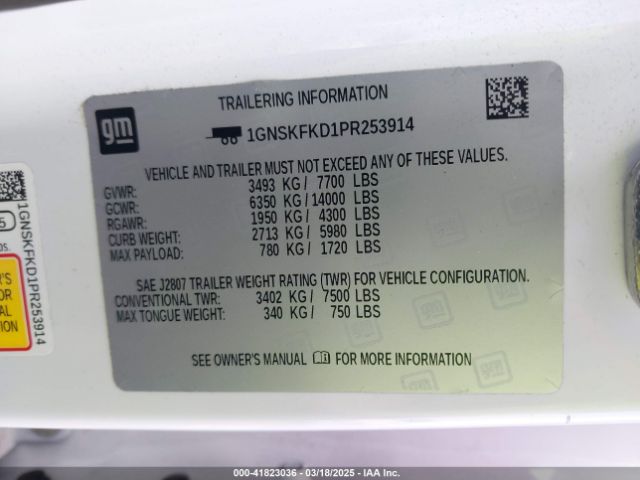 gm
TRAILERING INFORMATION
1GNSKFKD1PR253914
VEHICLE AND TRAILER MUST NOT EXCEED ANY OF THESE VALUES.
GVWR: 3493 KG / 7700 LBS
GCWR: 6350 KG / 14000 LBS
RGAWR: 1950 KG / 4300 LBS
CURB WEIGHT: 2713 KG / 5980 LBS
MAX PAYLOAD: 780 KG / 1720 LBS
SAE J2807 TRAILER WEIGHT RATING (TWR) FOR VEHICLE CONFIGURATION.
CONVENTIONAL TWR: 3402 KG / 7500 LBS
MAX TONGUE WEIGHT: 340 KG / 750 LBS
SEE OWNER'S MANUAL FOR MORE INFORMATION
1GNSKFKD1PR253914
000-41823036 — 03/18/2025 — IAA Inc.